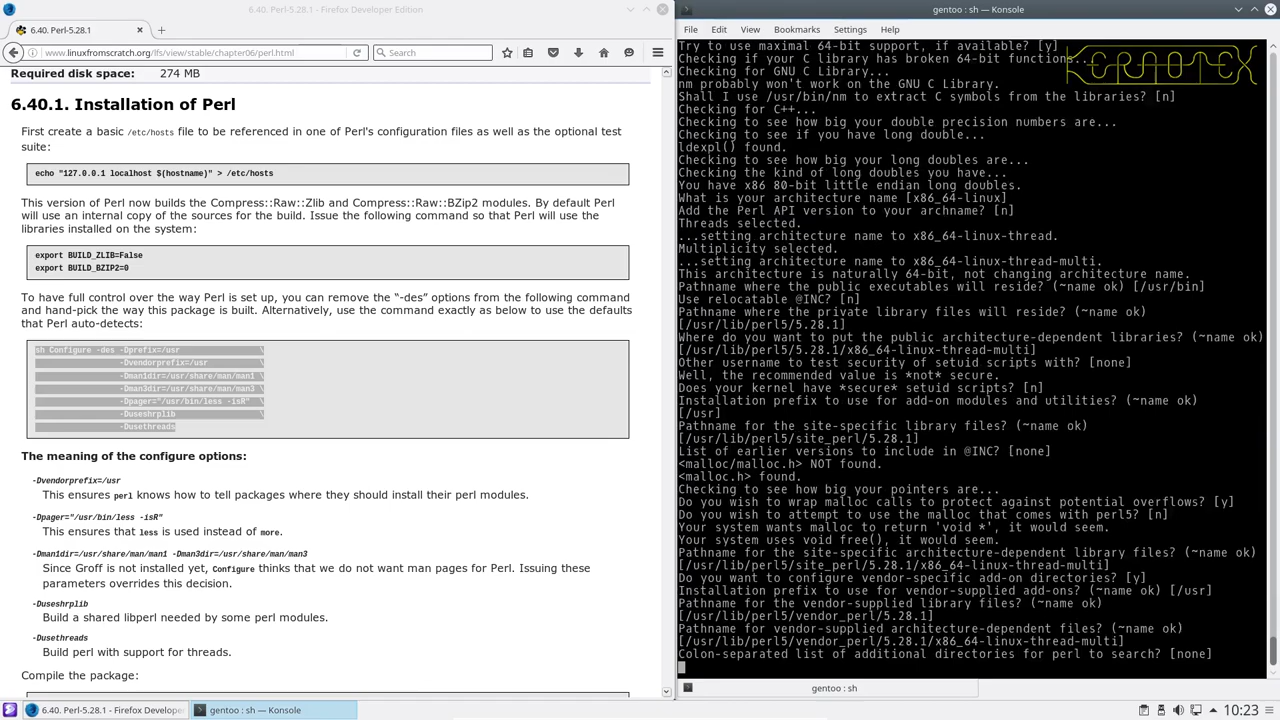 6.40. Perl-5.28.1 - Firefox Developer Edition
6.40. Perl-5.28.1
www.linuxfromscratch.org/lfs/view/stable/chapter06/perl.html
Search
Required disk space: 274 MB
6.40.1. Installation of Perl
First create a basic /etc/hosts file to be referenced in one of Perl's configuration files as well as the optional test
suite:
echo "127.0.0.1 localhost $(hostname)" > /etc/hosts
This version of Perl now builds the Compress::Raw::Zlib and Compress::Raw::BZip2 modules. By default Perl
will use an internal copy of the sources for the build. Issue the following command so that Perl will use the
libraries installed on the system:
export BUILD_ZLIB=False
export BUILD_BZIP2=0
To have full control over the way Perl is set up, you can remove the “-des” options from the following command
and hand-pick the way this package is built. Alternatively, use the command exactly as below to use the defaults
that Perl auto-detects:
sh Configure -des -Dprefix=/usr \
-Dvendorprefix=/usr \
-Dman1dir=/usr/share/man/man1 \
-Dman3dir=/usr/share/man/man3 \
-Dpager="/usr/bin/less -isR" \
-Duseshrplib \
-Dusethreads
The meaning of the configure options:
-Dvendorprefix=/usr
This ensures perl knows how to tell packages where they should install their perl modules.
-Dpager="/usr/bin/less -isR"
This ensures that less is used instead of more.
-Dman1dir=/usr/share/man/man1 -Dman3dir=/usr/share/man/man3
Since Groff is not installed yet, Configure thinks that we do not want man pages for Perl. Issuing these
parameters overrides this decision.
-Duseshrplib
Build a shared libperl needed by some perl modules.
-Dusethreads
Build perl with support for threads.
Compile the package:
gentoo : sh — Konsole
File Edit View Bookmarks Settings Help
KERAOTEX
Try to use maximal 64-bit support, if available? [y]
Checking if your C library has broken 64-bit functions...
Checking for GNU C Library...
nm probably won't work on the GNU C Library.
Shall I use /usr/bin/nm to extract C symbols from the libraries? [n]
Checking for C++...
Checking to see how big your double precision numbers are...
Checking to see if you have long double...
ldexpl() found.
Checking to see how big your long doubles are...
Checking the kind of long doubles you have...
You have x86 80-bit little endian long doubles.
What is your architecture name [x86_64-linux]
Add the Perl API version to your archname? [n]
Threads selected.
...setting architecture name to x86_64-linux-thread.
Multiplicity selected.
...setting architecture name to x86_64-linux-thread-multi.
This architecture is naturally 64-bit, not changing architecture name.
Pathname where the public executables will reside? (~name ok) [/usr/bin]
Use relocatable @INC? [n]
Pathname where the private library files will reside? (~name ok)
[/usr/lib/perl5/5.28.1]
Where do you want to put the public architecture-dependent libraries? (~name ok)
[/usr/lib/perl5/5.28.1/x86_64-linux-thread-multi]
Other username to test security of setuid scripts with? [none]
Well, the recommended value is *not* secure.
Does your kernel have *secure* setuid scripts? [n]
Installation prefix to use for add-on modules and utilities? (~name ok)
[/usr]
Pathname for the site-specific library files? (~name ok)
[/usr/lib/perl5/site_perl/5.28.1]
List of earlier versions to include in @INC? [none]
<malloc/malloc.h> NOT found.
<malloc.h> found.
Checking to see how big your pointers are...
Do you wish to wrap malloc calls to protect against potential overflows? [y]
Do you wish to attempt to use the malloc that comes with perl5? [n]
Your system wants malloc to return 'void *', it would seem.
Your system uses void free(), it would seem.
Pathname for the site-specific architecture-dependent library files? (~name ok)
[/usr/lib/perl5/site_perl/5.28.1/x86_64-linux-thread-multi]
Do you want to configure vendor-specific add-on directories? [y]
Installation prefix to use for vendor-supplied add-ons? (~name ok) [/usr]
Pathname for the vendor-supplied library files? (~name ok)
[/usr/lib/perl5/vendor_perl/5.28.1]
Pathname for vendor-supplied architecture-dependent files? (~name ok)
[/usr/lib/perl5/vendor_perl/5.28.1/x86_64-linux-thread-multi]
Colon-separated list of additional directories for perl to search? [none]
gentoo : sh
6.40. Perl-5.28.1 - Firefox Developer
gentoo : sh — Konsole
10:23